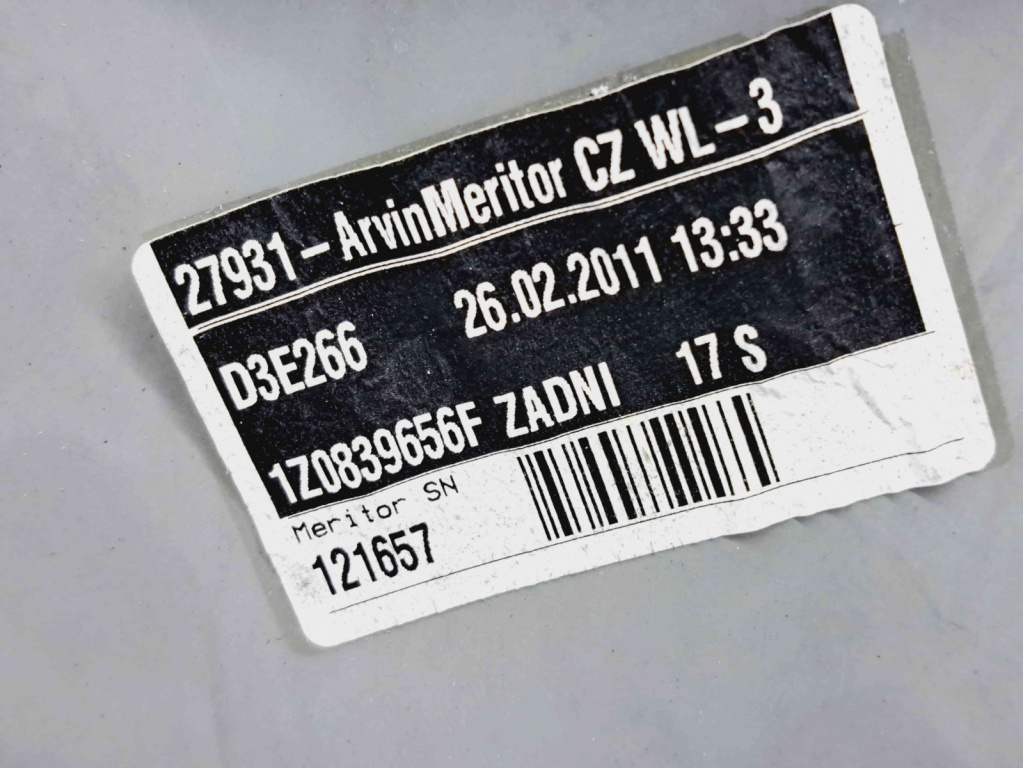 27931 – ArvinMeritor CZ WL – 3
D3E266 26.02.2011 13:33
1Z0839656F ZADNI 17 S
Meritor SN
121657